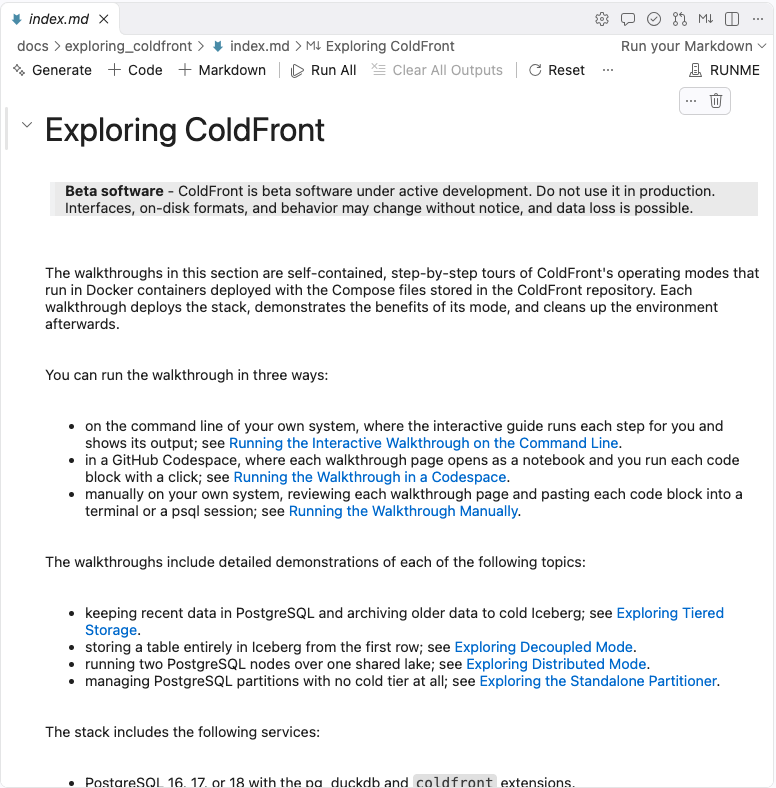 index.md
docs > exploring_coldfront > index.md > M↓ Exploring ColdFront
Run your Markdown
Generate + Code + Markdown Run All Clear All Outputs Reset ... RUNME
Exploring ColdFront
Beta software - ColdFront is beta software under active development. Do not use it in production.
Interfaces, on-disk formats, and behavior may change without notice, and data loss is possible.
The walkthroughs in this section are self-contained, step-by-step tours of ColdFront's operating modes that
run in Docker containers deployed with the Compose files stored in the ColdFront repository. Each
walkthrough deploys the stack, demonstrates the benefits of its mode, and cleans up the environment
afterwards.
You can run the walkthrough in three ways:
• on the command line of your own system, where the interactive guide runs each step for you and
shows its output; see Running the Interactive Walkthrough on the Command Line.
• in a GitHub Codespace, where each walkthrough page opens as a notebook and you run each code
block with a click; see Running the Walkthrough in a Codespace.
• manually on your own system, reviewing each walkthrough page and pasting each code block into a
terminal or a psql session; see Running the Walkthrough Manually.
The walkthroughs include detailed demonstrations of each of the following topics:
• keeping recent data in PostgreSQL and archiving older data to cold Iceberg; see Exploring Tiered
Storage.
• storing a table entirely in Iceberg from the first row; see Exploring Decoupled Mode.
• running two PostgreSQL nodes over one shared lake; see Exploring Distributed Mode.
• managing PostgreSQL partitions with no cold tier at all; see Exploring the Standalone Partitioner.
The stack includes the following services:
• PostgreSQL 16, 17, or 18 with the pg_duckdb and coldfront extensions.